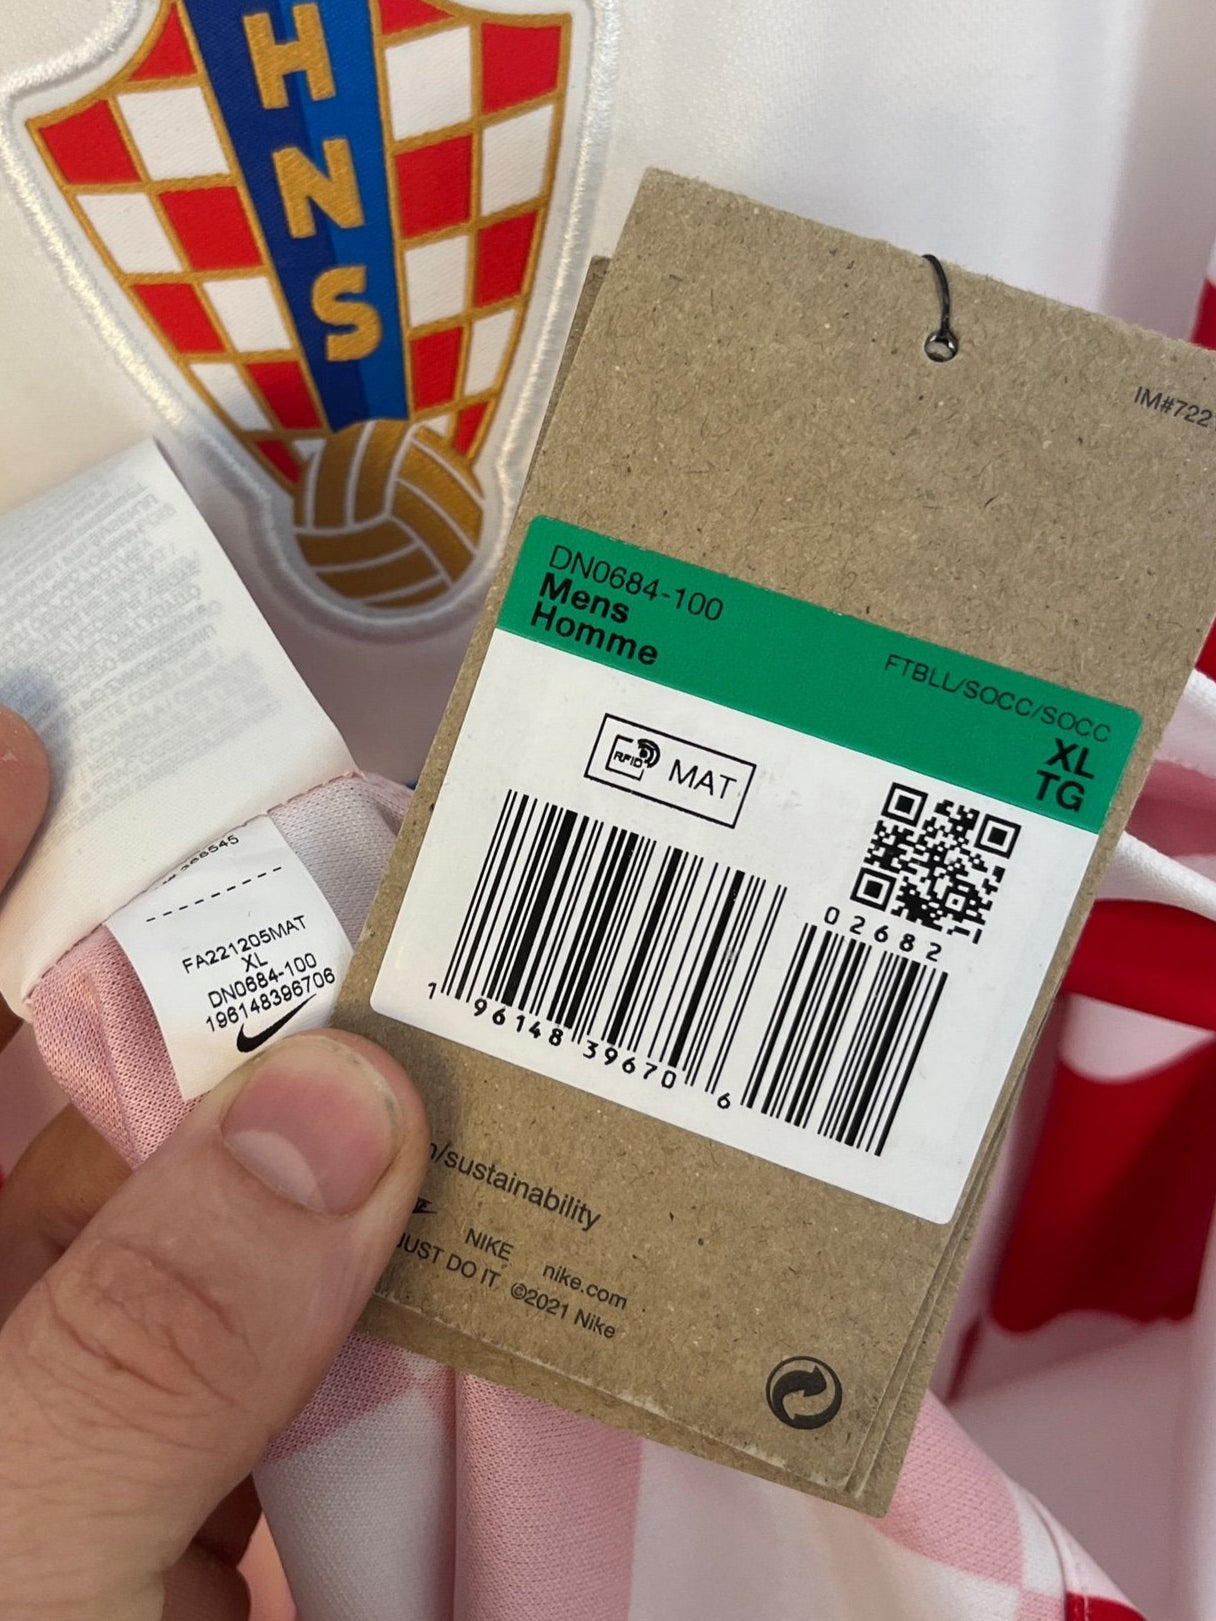 H
N
S
IM#722
DN0684-100
Mens
Homme
FTBLL/SOCC/SOCC
XL
TG
RFID MAT
02682
1 96148 39670 6
388545
FA221205MAT
XL
DN0684-100
196148396706
/sustainability
NIKE nike.com
JUST DO IT. ©2021 Nike